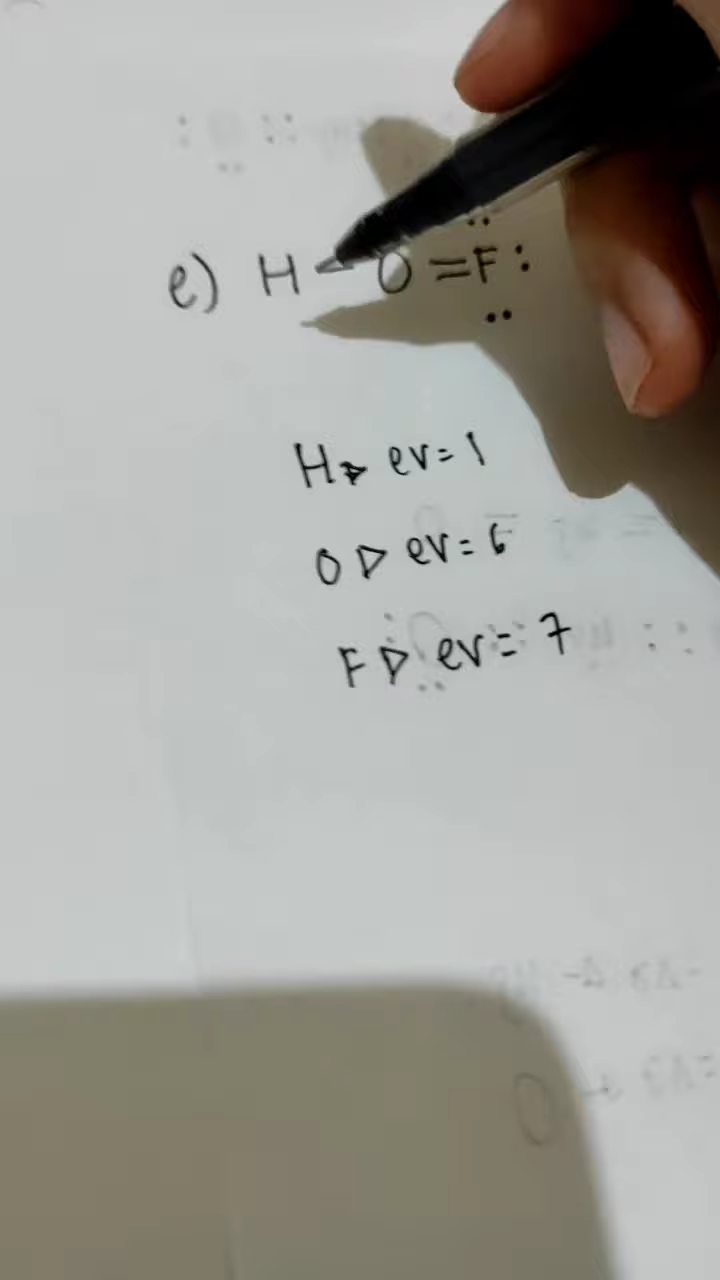 e) H - O = F :
H ▷ ev = 1
O ▷ ev = 6
F ▷ ev = 7